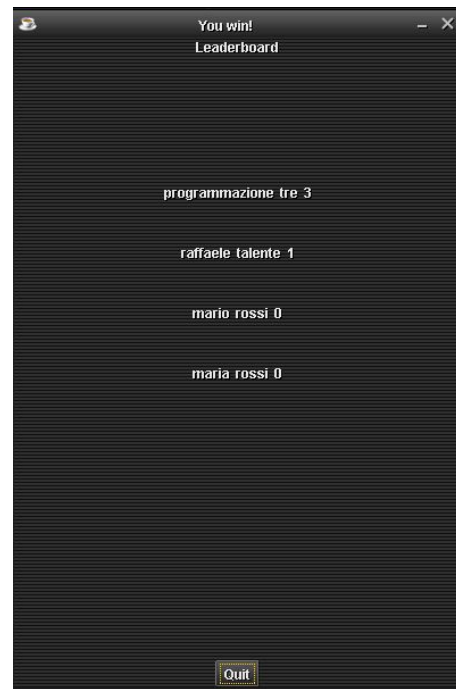 You win!
Leaderboard
programmazione tre 3
raffaele talente 1
mario rossi 0
maria rossi 0
Quit